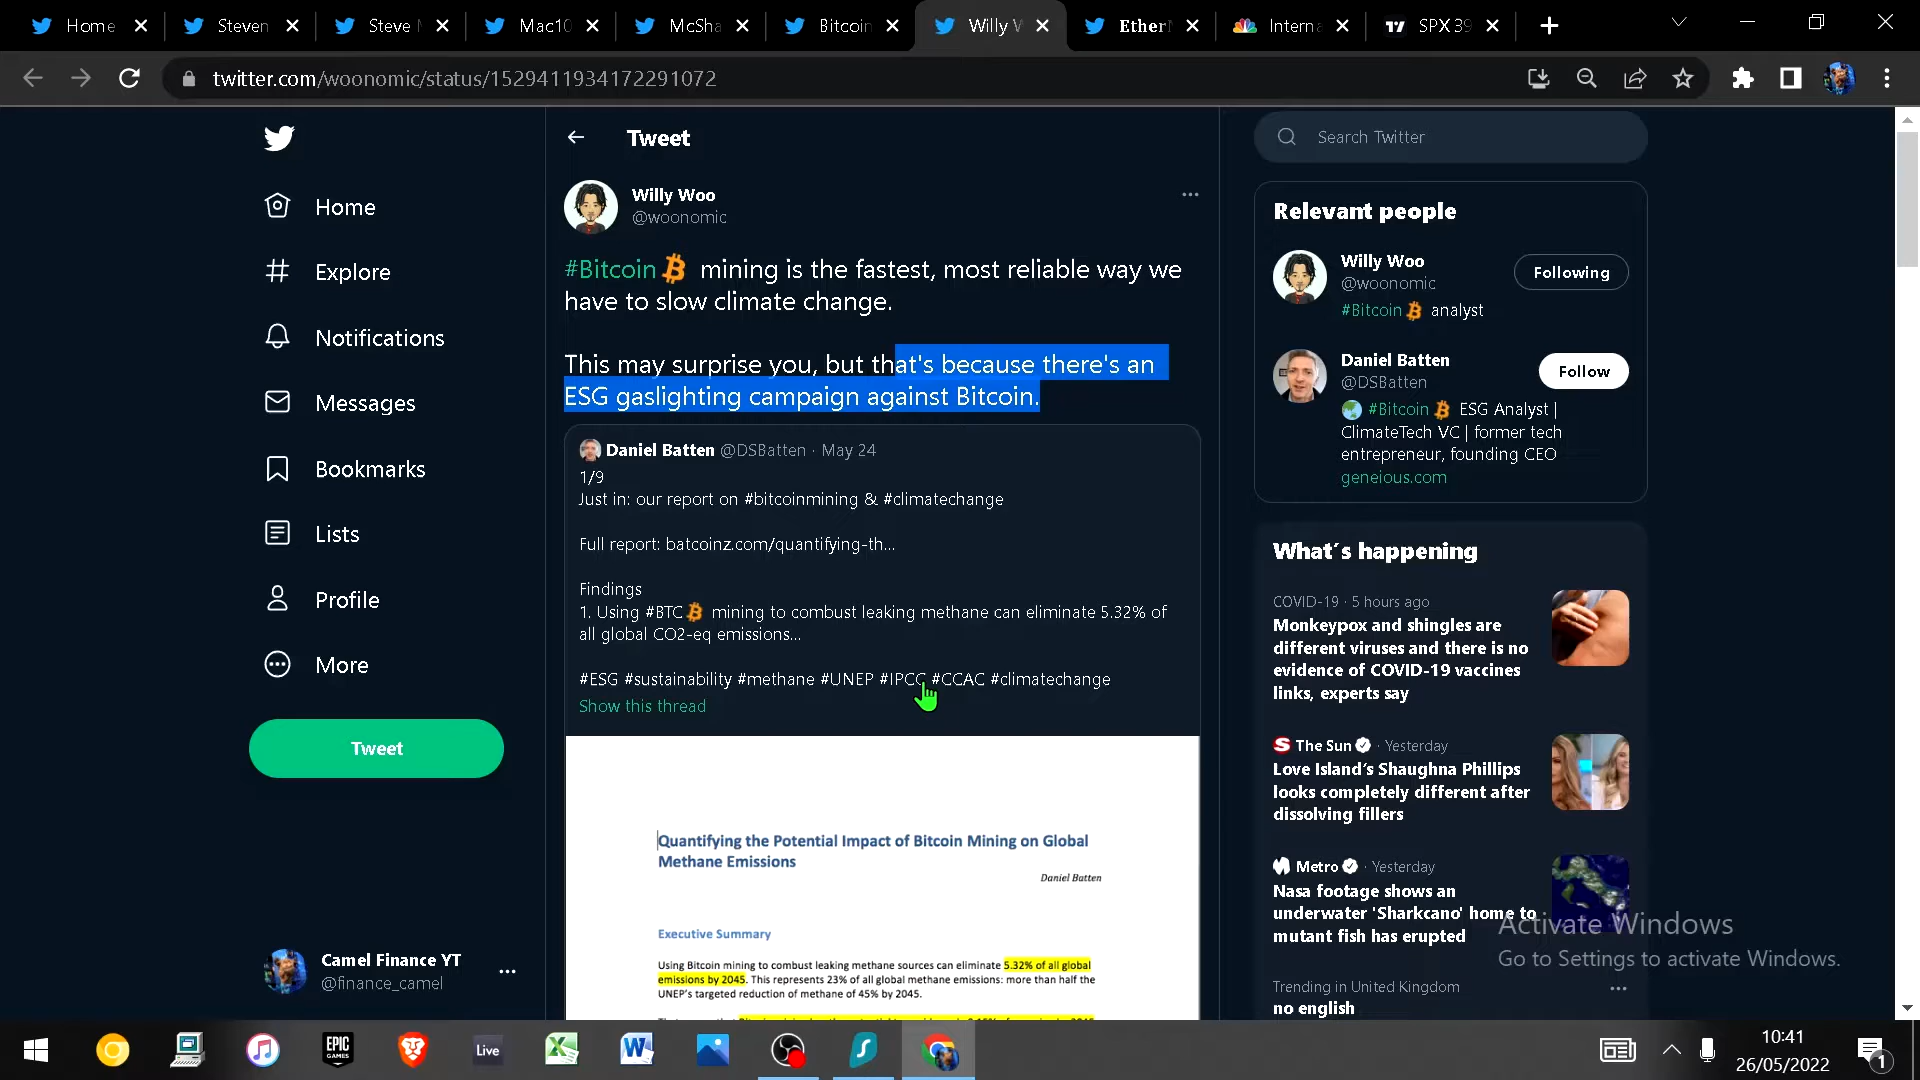 Home
Steven
Steve
Mac10
McSha
Bitcoin
Willy W
Ether
Intern
SPX 39
twitter.com/woonomic/status/1529411934172291072
Tweet
Search Twitter
Home
Explore
Notifications
Messages
Bookmarks
Lists
Profile
More
Tweet
Camel Finance YT
@finance_camel
Willy Woo
@woonomic
#Bitcoin mining is the fastest, most reliable way we
have to slow climate change.
This may surprise you, but that's because there's an
ESG gaslighting campaign against Bitcoin.
Daniel Batten @DSBatten · May 24
1/9
Just in: our report on #bitcoinmining & #climatechange
Full report: batcoinz.com/quantifying-th...
Findings
1. Using #BTC mining to combust leaking methane can eliminate 5.32% of
all global CO2-eq emissions...
#ESG #sustainability #methane #UNEP #IPCC #CCAC #climatechange
Show this thread
Quantifying the Potential Impact of Bitcoin Mining on Global
Methane Emissions
Daniel Batten
Executive Summary
Using Bitcoin mining to combust leaking methane sources can eliminate 5.32% of all global
emissions by 2045. This represents 23% of all global methane emissions: more than half the
UNEP's targeted reduction of methane of 45% by 2045.
Relevant people
Willy Woo
@woonomic
Following
#Bitcoin analyst
Daniel Batten
@DSBatten
Follow
#Bitcoin ESG Analyst |
ClimateTech VC | former tech
entrepreneur, founding CEO
geneious.com
What's happening
COVID-19 · 5 hours ago
Monkeypox and shingles are
different viruses and there is no
evidence of COVID-19 vaccines
links, experts say
The Sun · Yesterday
Love Island's Shaughna Phillips
looks completely different after
dissolving fillers
Metro · Yesterday
Nasa footage shows an
underwater 'Sharkcano' home to
mutant fish has erupted
Trending in United Kingdom
no english
Activate Windows
Go to Settings to activate Windows.
EPIC
GAMES
Live
10:41
26/05/2022
1